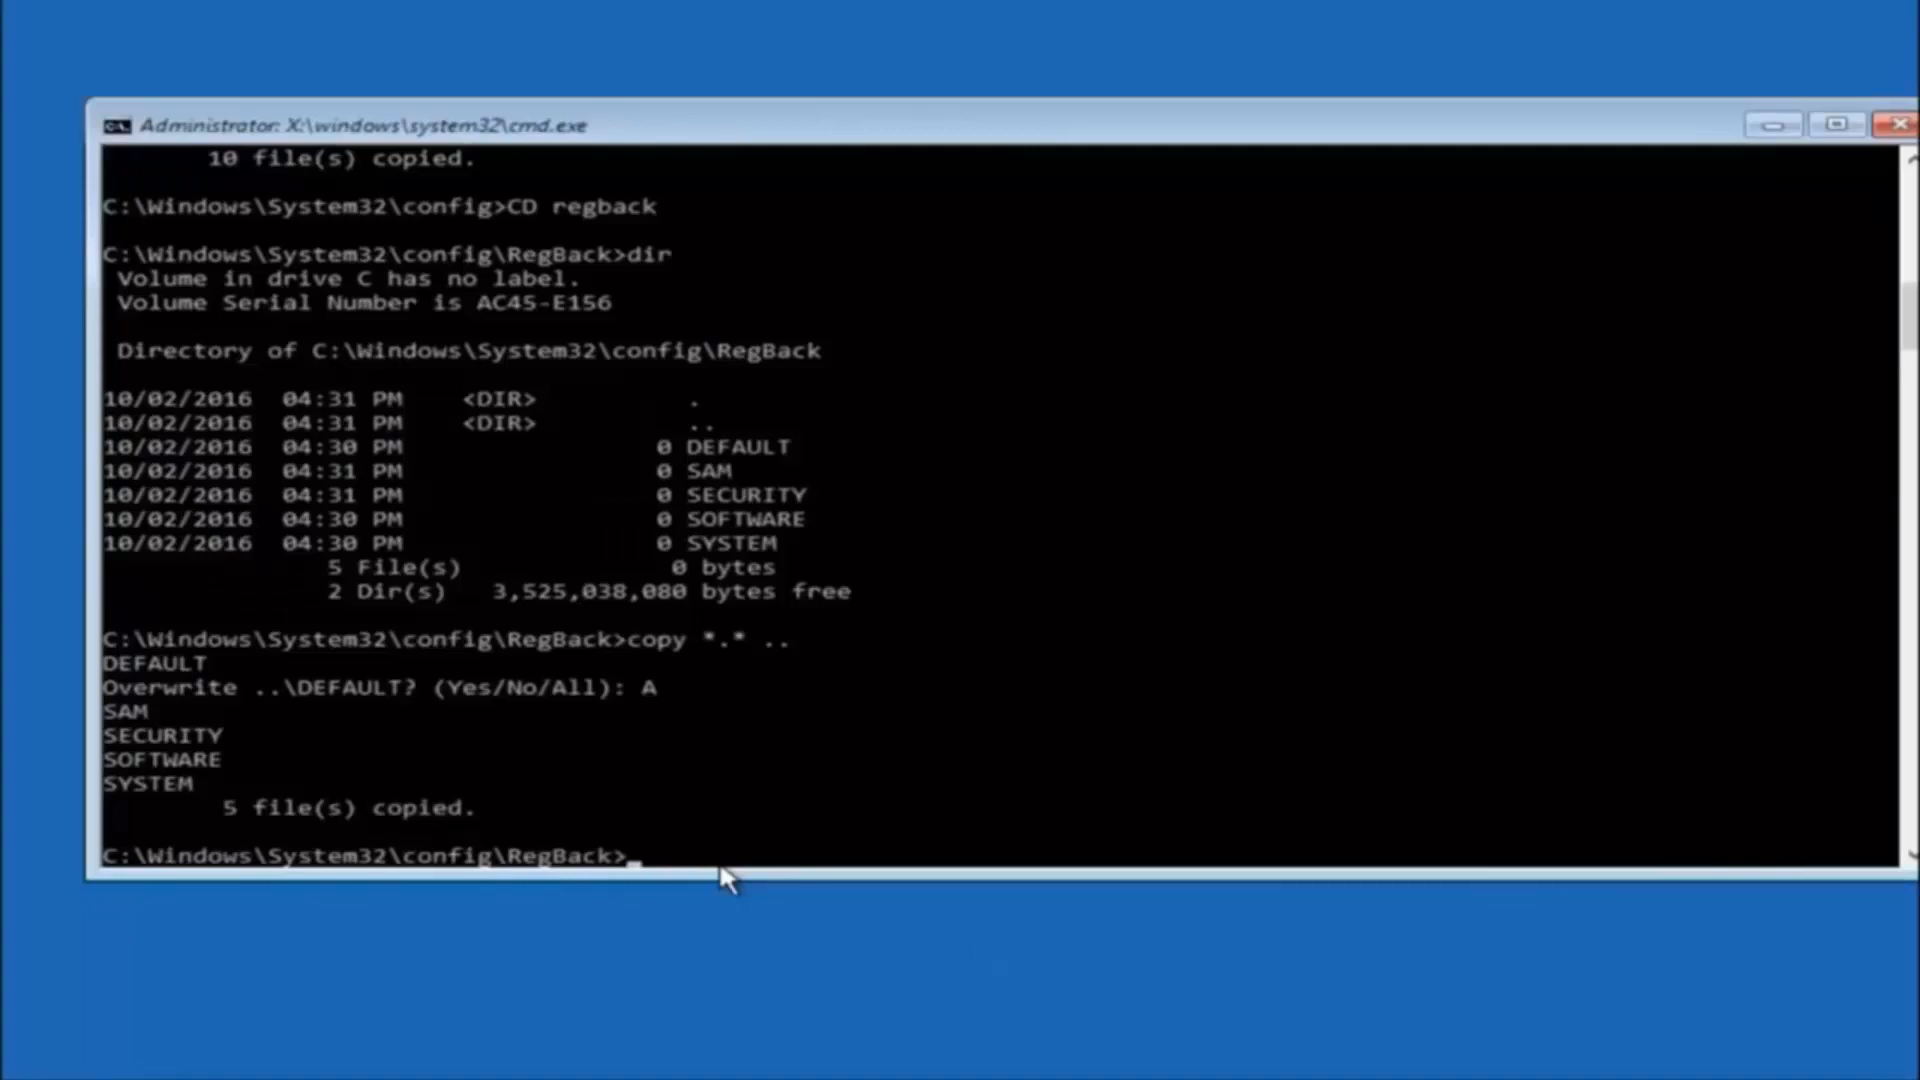 Administrator: X:\windows\system32\cmd.exe
10 file(s) copied.
C:\Windows\System32\config>CD regback
C:\Windows\System32\config\RegBack>dir
Volume in drive C has no label.
Volume Serial Number is AC45-E156
Directory of C:\Windows\System32\config\RegBack
10/02/2016  04:31 PM    <DIR>          .
10/02/2016  04:31 PM    <DIR>          ..
10/02/2016  04:30 PM                 0 DEFAULT
10/02/2016  04:31 PM                 0 SAM
10/02/2016  04:31 PM                 0 SECURITY
10/02/2016  04:30 PM                 0 SOFTWARE
10/02/2016  04:30 PM                 0 SYSTEM
5 File(s)              0 bytes
2 Dir(s)   3,525,038,080 bytes free
C:\Windows\System32\config\RegBack>copy *.* ..
DEFAULT
Overwrite ..\DEFAULT? (Yes/No/All): A
SAM
SECURITY
SOFTWARE
SYSTEM
5 file(s) copied.
C:\Windows\System32\config\RegBack>_